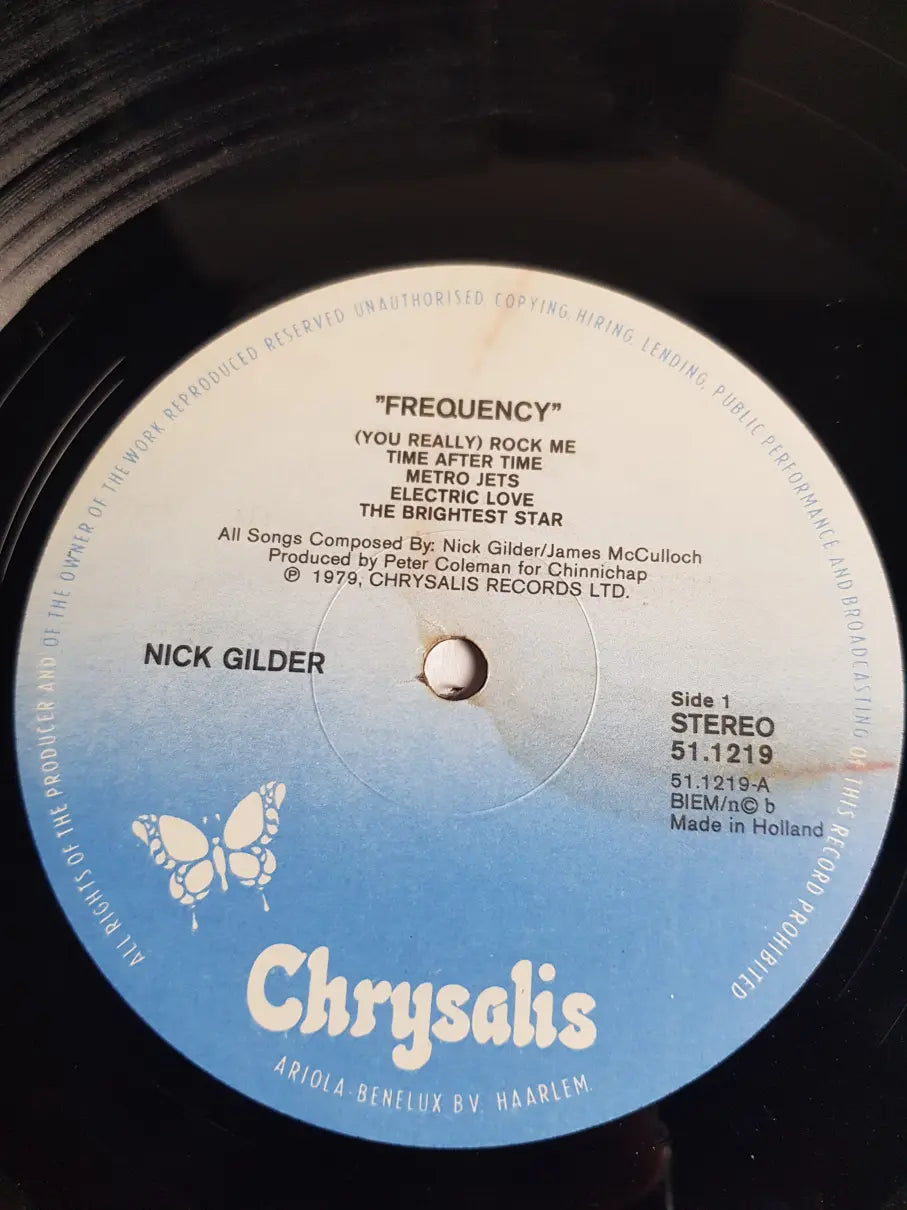 "FREQUENCY"
(YOU REALLY) ROCK ME
TIME AFTER TIME
METRO JETS
ELECTRIC LOVE
THE BRIGHTEST STAR
All Songs Composed By: Nick Gilder/James McCulloch
Produced by Peter Coleman for Chinnichap
℗ 1979, CHRYSALIS RECORDS LTD.
NICK GILDER
Side 1
STEREO
51.1219
51.1219-A
BIEM/n© b
Made in Holland
Chrysalis
ARIOLA-BENELUX BV. HAARLEM.
ALL RIGHTS OF THE PRODUCER AND OF THE OWNER OF THE WORK REPRODUCED RESERVED UNAUTHORISED COPYING, HIRING, LENDING, PUBLIC PERFORMANCE AND BROADCASTING OF THIS RECORD PROHIBITED